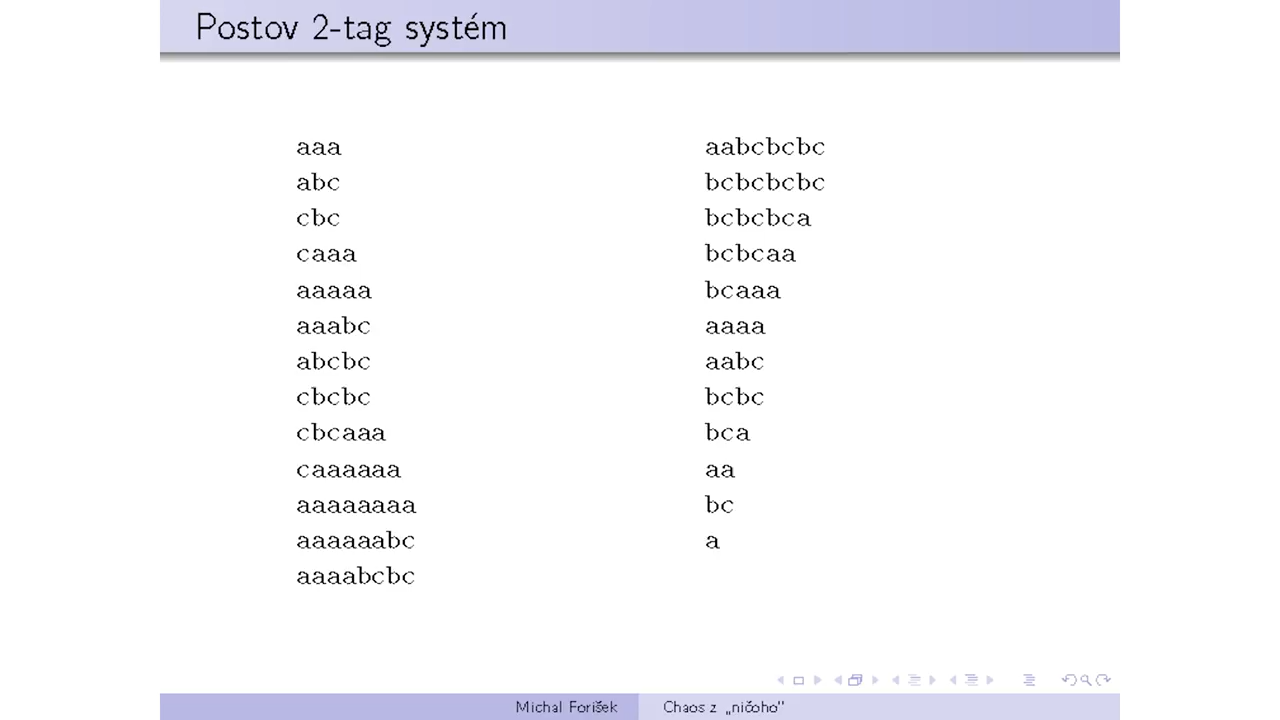 Postov 2-tag systém
aaa
abc
cbc
caaa
aaaaa
aaabc
abcbc
cbcbc
cbcaaa
caaaaaa
aaaaaaaa
aaaaaabc
aaaabcbc
aabcbcbc
bcbcbcbc
bcbcbca
bcbcaa
bcaaa
aaaa
aabc
bcbc
bca
aa
bc
a
Michal Forišek
Chaos z „ničoho”